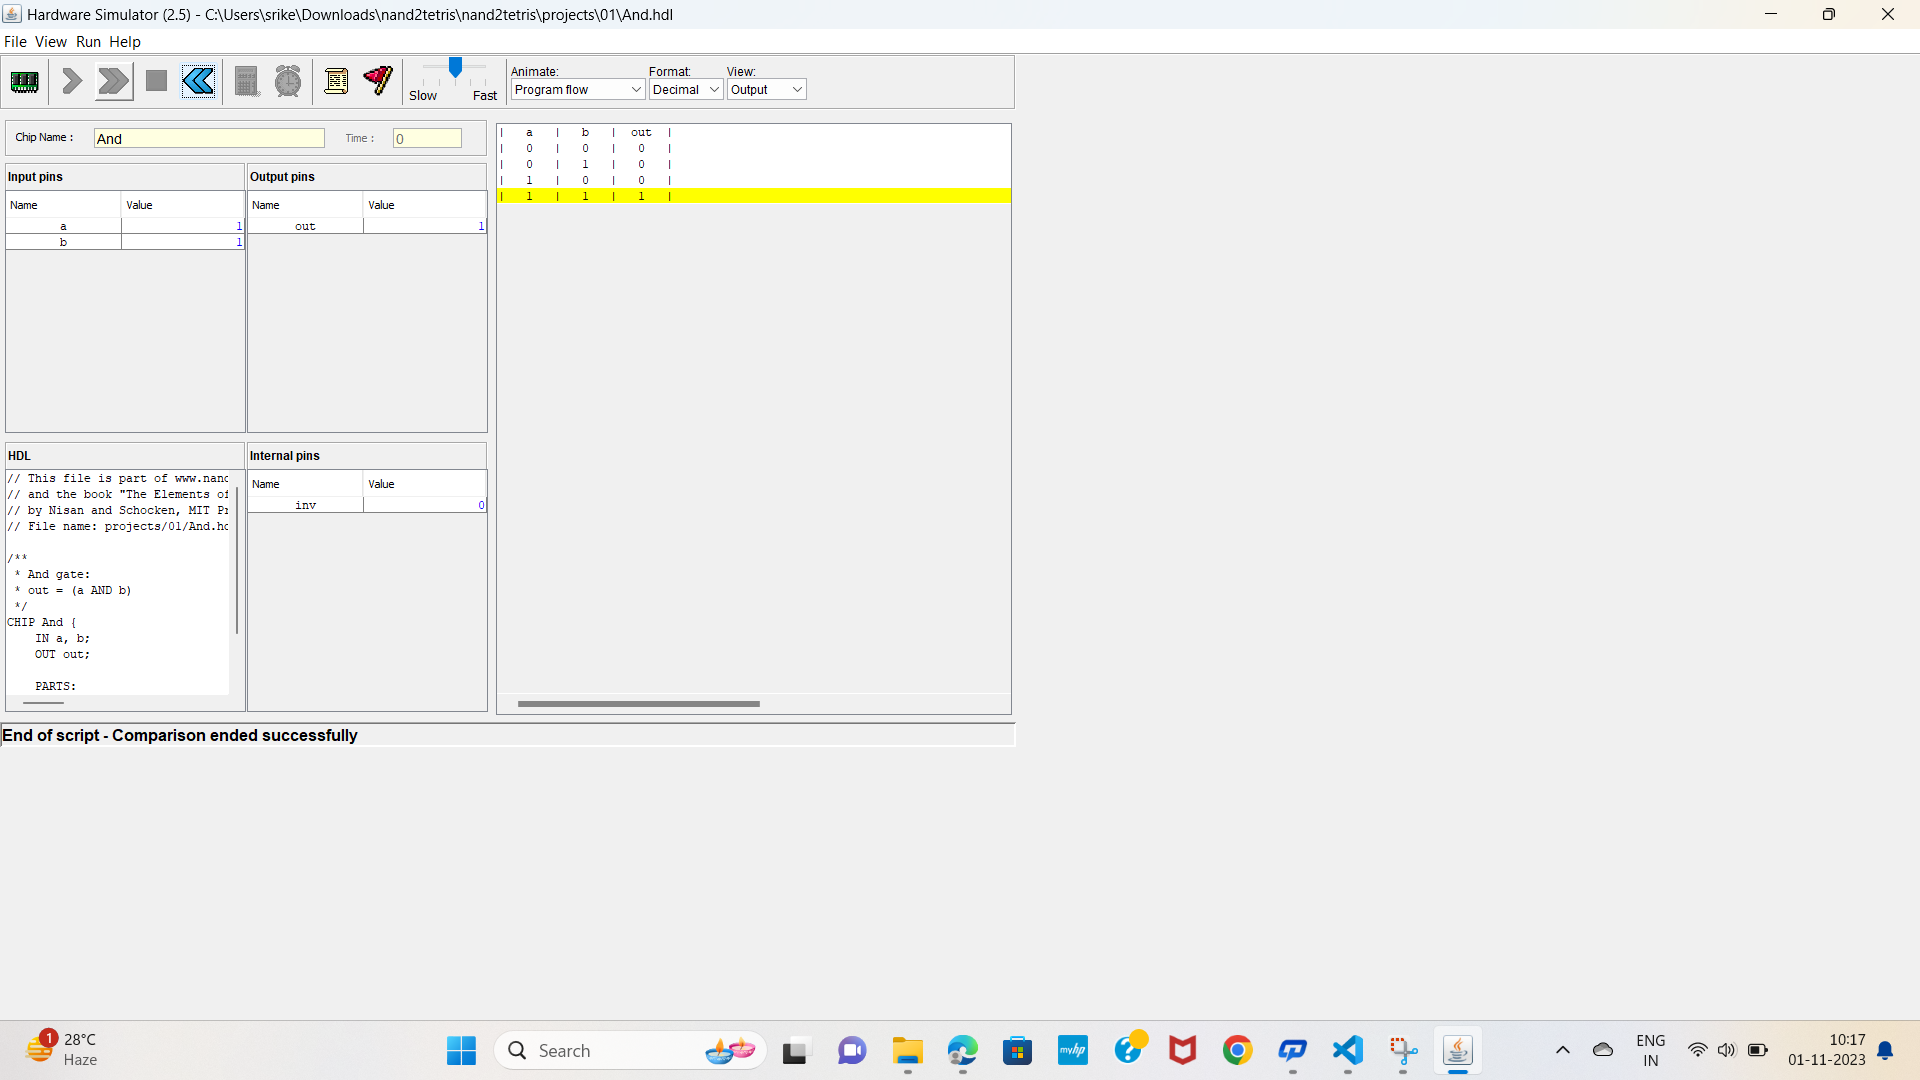 Hardware Simulator (2.5) - C:\Users\srike\Downloads\nand2tetris\nand2tetris\projects\01\And.hdl
File View Run Help
Slow Fast
Animate: Format: View:
Program flow Decimal Output
Chip Name : And Time : 0
Input pins
Name Value
a 1
b 1
Output pins
Name Value
out 1
| a | b | out |
| 0 | 0 | 0 |
| 0 | 1 | 0 |
| 1 | 0 | 0 |
| 1 | 1 | 1 |
HDL
// This file is part of www.nand
// and the book "The Elements of
// by Nisan and Schocken, MIT Pr
// File name: projects/01/And.hd
/**
* And gate:
* out = (a AND b)
*/
CHIP And {
IN a, b;
OUT out;
PARTS:
Internal pins
Name Value
inv 0
End of script - Comparison ended successfully
1
28°C
Haze
Search
myhp
ENG
IN
10:17
01-11-2023